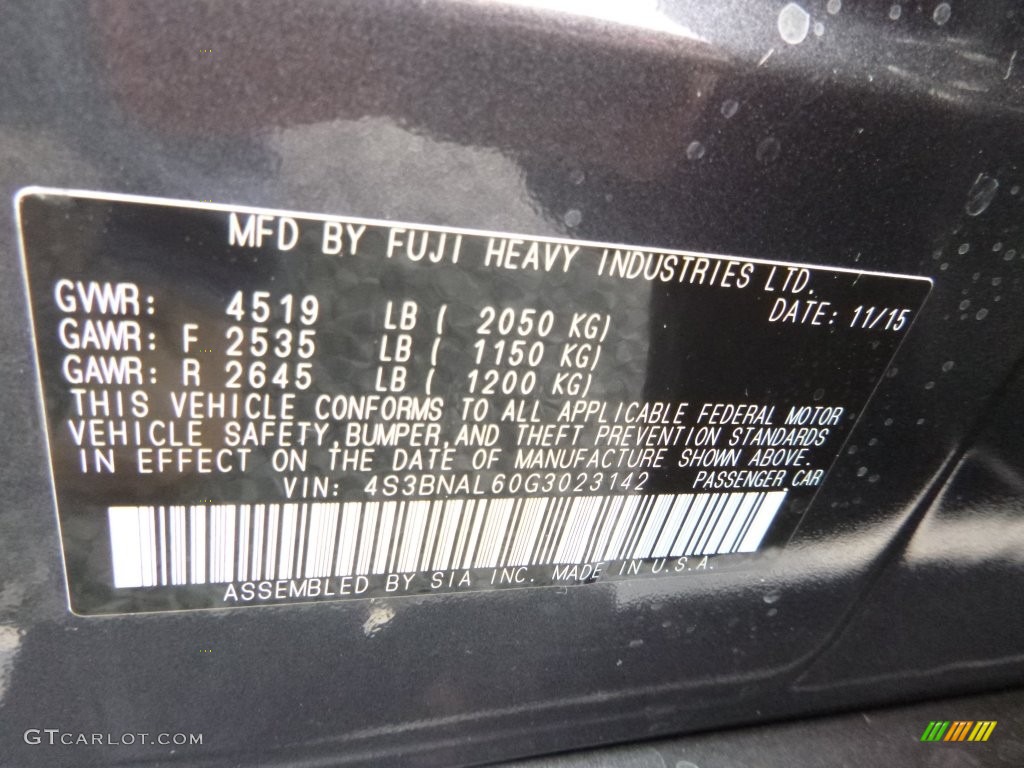 MFD BY FUJI HEAVY INDUSTRIES LTD.
GVWR: 4519 LB ( 2050 KG) DATE: 11/15
GAWR: F 2535 LB ( 1150 KG)
GAWR: R 2645 LB ( 1200 KG)
THIS VEHICLE CONFORMS TO ALL APPLICABLE FEDERAL MOTOR
VEHICLE SAFETY,BUMPER,AND THEFT PREVENTION STANDARDS
IN EFFECT ON THE DATE OF MANUFACTURE SHOWN ABOVE.
VIN: 4S3BNAL60G3023142 PASSENGER CAR
ASSEMBLED BY SIA INC. MADE IN U.S.A.
GTCARLOT.COM